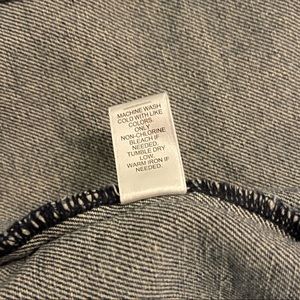 MACHINE WASH
COLD WITH LIKE
COLORS.
ONLY
NON-CHLORINE
BLEACH IF
NEEDED.
TUMBLE DRY
LOW.
WARM IRON IF
NEEDED.